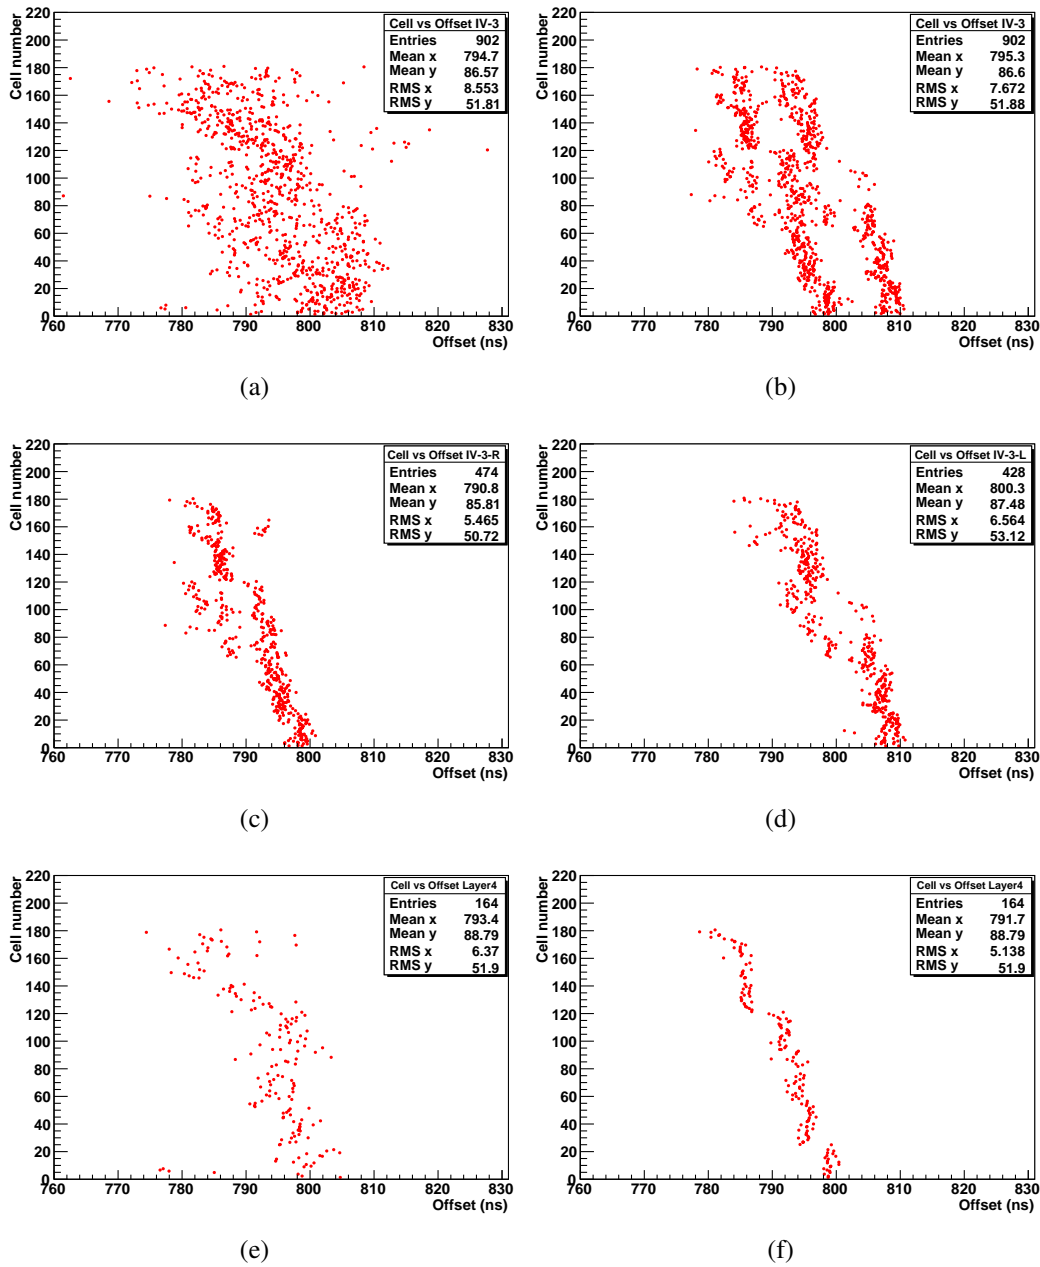 Cell number
220
200
180
160
140
120
100
80
60
40
20
0
760 770 780 790 800 810 820 830
Offset (ns)
Cell vs Offset IV-3
Entries 902
Mean x 794.7
Mean y 86.57
RMS x 8.553
RMS y 51.81
(a)
Cell number
220
200
180
160
140
120
100
80
60
40
20
0
760 770 780 790 800 810 820 830
Offset (ns)
Cell vs Offset IV-3
Entries 902
Mean x 795.3
Mean y 86.6
RMS x 7.672
RMS y 51.88
(b)
Cell number
220
200
180
160
140
120
100
80
60
40
20
0
760 770 780 790 800 810 820 830
Offset (ns)
Cell vs Offset IV-3-R
Entries 474
Mean x 790.8
Mean y 85.81
RMS x 5.465
RMS y 50.72
(c)
Cell number
220
200
180
160
140
120
100
80
60
40
20
0
760 770 780 790 800 810 820 830
Offset (ns)
Cell vs Offset IV-3-L
Entries 428
Mean x 800.3
Mean y 87.48
RMS x 6.564
RMS y 53.12
(d)
Cell number
220
200
180
160
140
120
100
80
60
40
20
0
760 770 780 790 800 810 820 830
Offset (ns)
Cell vs Offset Layer4
Entries 164
Mean x 793.4
Mean y 88.79
RMS x 6.37
RMS y 51.9
(e)
Cell number
220
200
180
160
140
120
100
80
60
40
20
0
760 770 780 790 800 810 820 830
Offset (ns)
Cell vs Offset Layer4
Entries 164
Mean x 791.7
Mean y 88.79
RMS x 5.138
RMS y 51.9
(f)